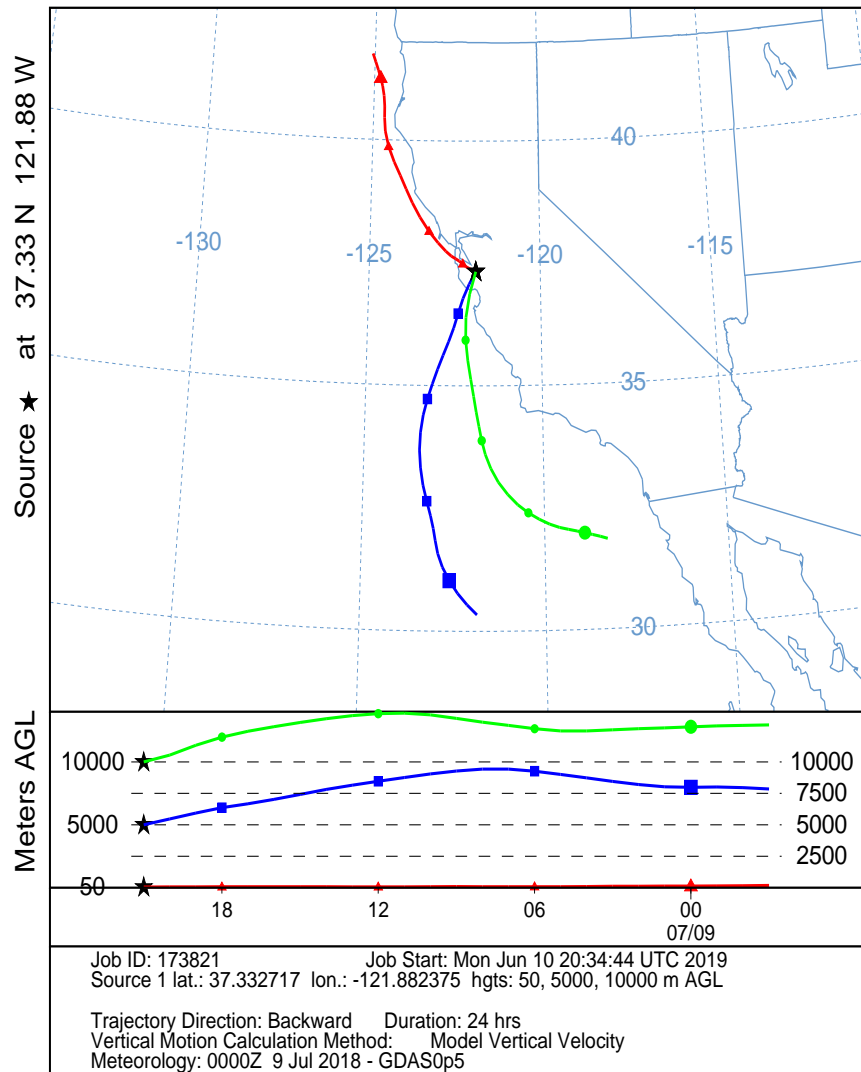 Source ★ at 37.33 N 121.88 W
40
-130
-125
-120
-115
35
30
Meters AGL
10000
10000
7500
5000
5000
2500
50
18
12
06
00
07/09
Job ID: 173821 Job Start: Mon Jun 10 20:34:44 UTC 2019
Source 1 lat.: 37.332717 lon.: -121.882375 hgts: 50, 5000, 10000 m AGL
Trajectory Direction: Backward Duration: 24 hrs
Vertical Motion Calculation Method: Model Vertical Velocity
Meteorology: 0000Z 9 Jul 2018 - GDAS0p5